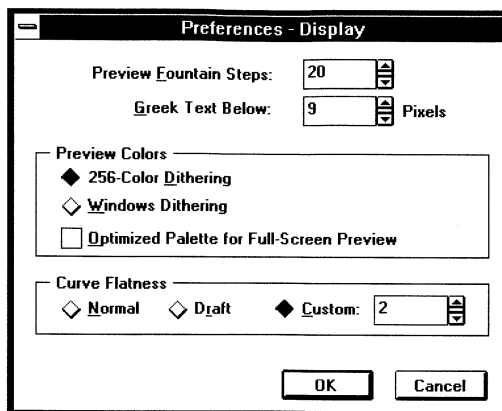 Preferences - Display
Preview Fountain Steps: 20
Greek Text Below: 9 Pixels
Preview Colors
256-Color Dithering
Windows Dithering
Optimized Palette for Full-Screen Preview
Curve Flatness
Normal Draft Custom: 2
OK Cancel